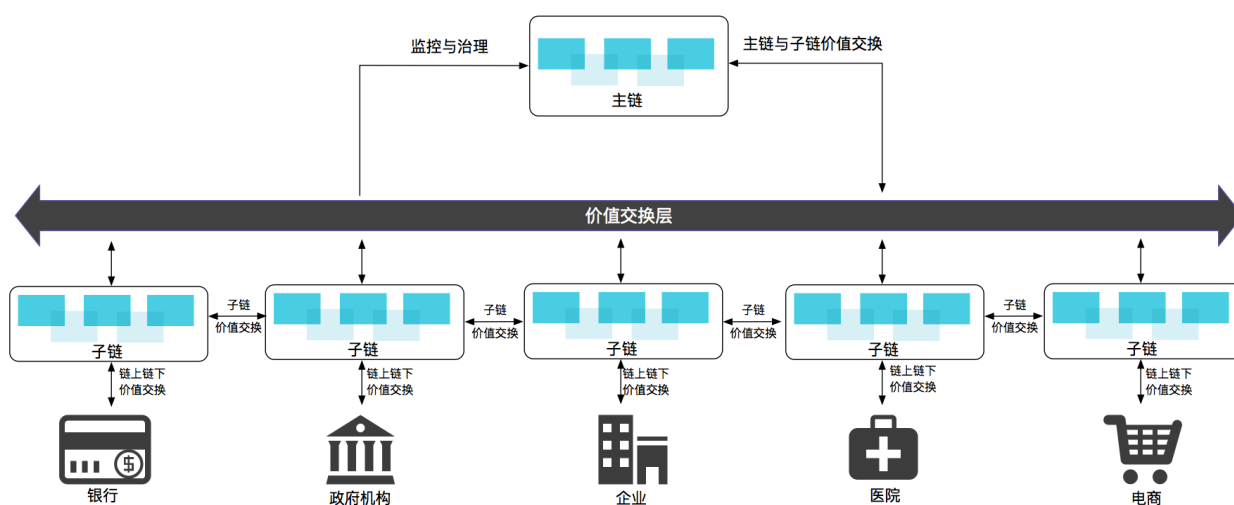 监控与治理
主链与子链价值交换
主链
价值交换层
子链
价值交换
子链
价值交换
子链
价值交换
子链
价值交换
子链
子链
子链
子链
子链
链上链下
价值交换
链上链下
价值交换
链上链下
价值交换
链上链下
价值交换
链上链下
价值交换
银行
政府机构
企业
医院
电商